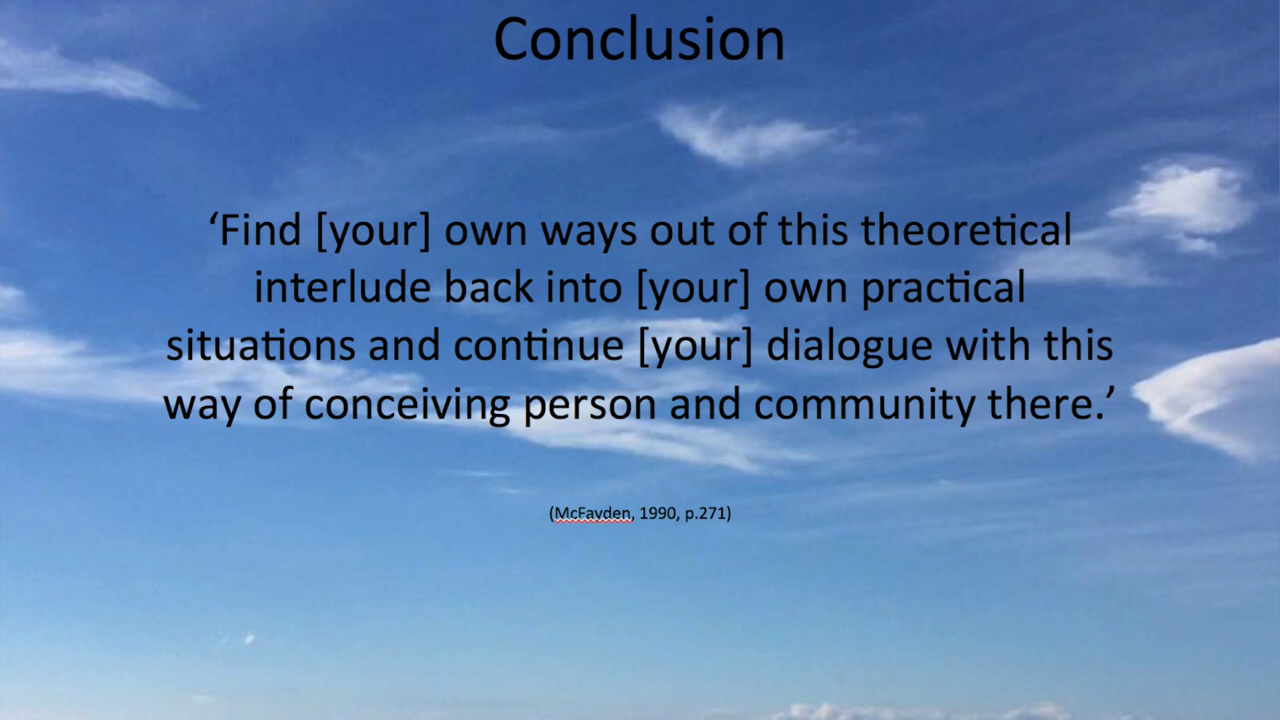 Conclusion
‘Find [your] own ways out of this theoretical
interlude back into [your] own practical
situations and continue [your] dialogue with this
way of conceiving person and community there.’
(McFayden, 1990, p.271)